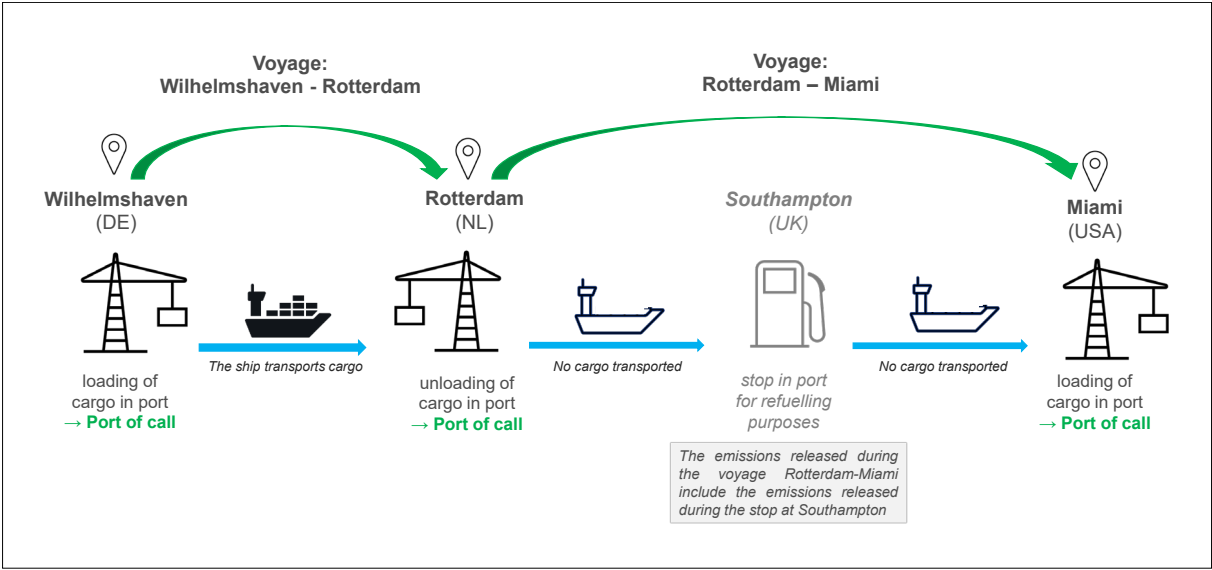 Voyage:
Wilhelmshaven - Rotterdam
Voyage:
Rotterdam – Miami
Wilhelmshaven
(DE)
Rotterdam
(NL)
Southampton
(UK)
Miami
(USA)
The ship transports cargo
No cargo transported
No cargo transported
loading of
cargo in port
→ Port of call
unloading of
cargo in port
→ Port of call
stop in port
for refuelling
purposes
loading of
cargo in port
→ Port of call
The emissions released during
the voyage Rotterdam-Miami
include the emissions released
during the stop at Southampton